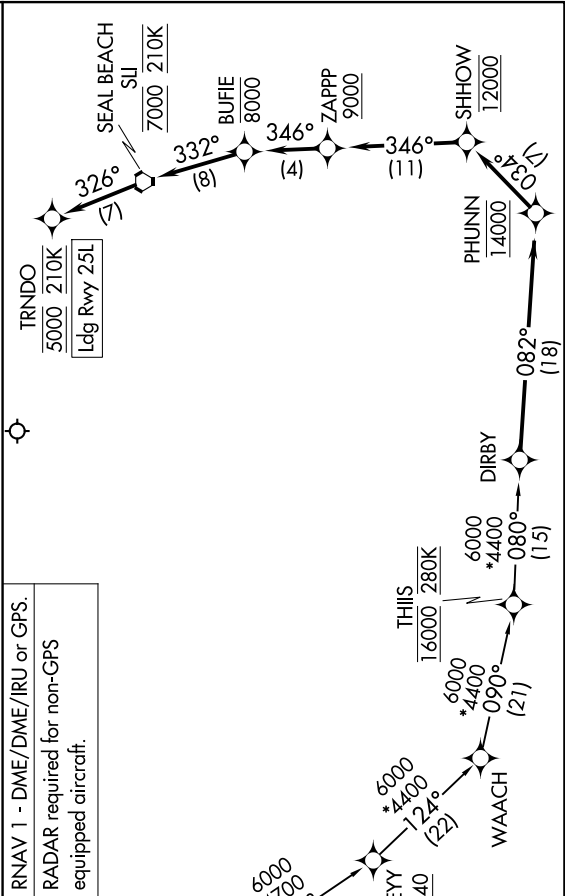 RNAV 1 - DME/DME/IRU or GPS.
RADAR required for non-GPS
equipped aircraft.
TRNDO
5000 210K
Ldg Rwy 25L
326°
(7)
SEAL BEACH
SLI
7000 210K
332°
(8)
BUFIE
8000
346°
(4)
ZAPPP
9000
346°
(11)
SHHOW
12000
034°
(7)
PHUNN
14000
082°
(18)
DIRBY
6000
*4400
080°
(15)
THIIS
16000 280K
6000
*4400
090°
(21)
WAACH
6000
*4400
124°
(22)
6000